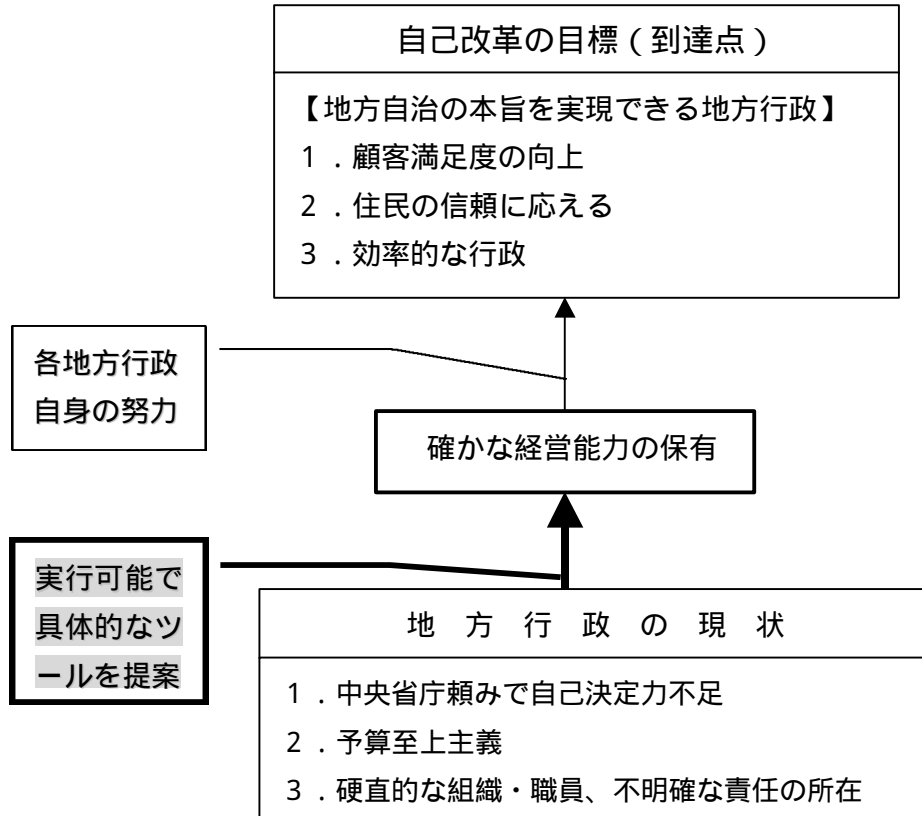 自己改革の目標(到達点)
【地方自治の本旨を実現できる地方行政】
1.顧客満足度の向上
2.住民の信頼に応える
3.効率的な行政
各地方行政
自身の努力
確かな経営能力の保有
実行可能で
具体的なツ
ールを提案
地方行政の現状
1.中央省庁頼みで自己決定力不足
2.予算至上主義
3.硬直的な組織・職員、不明確な責任の所在